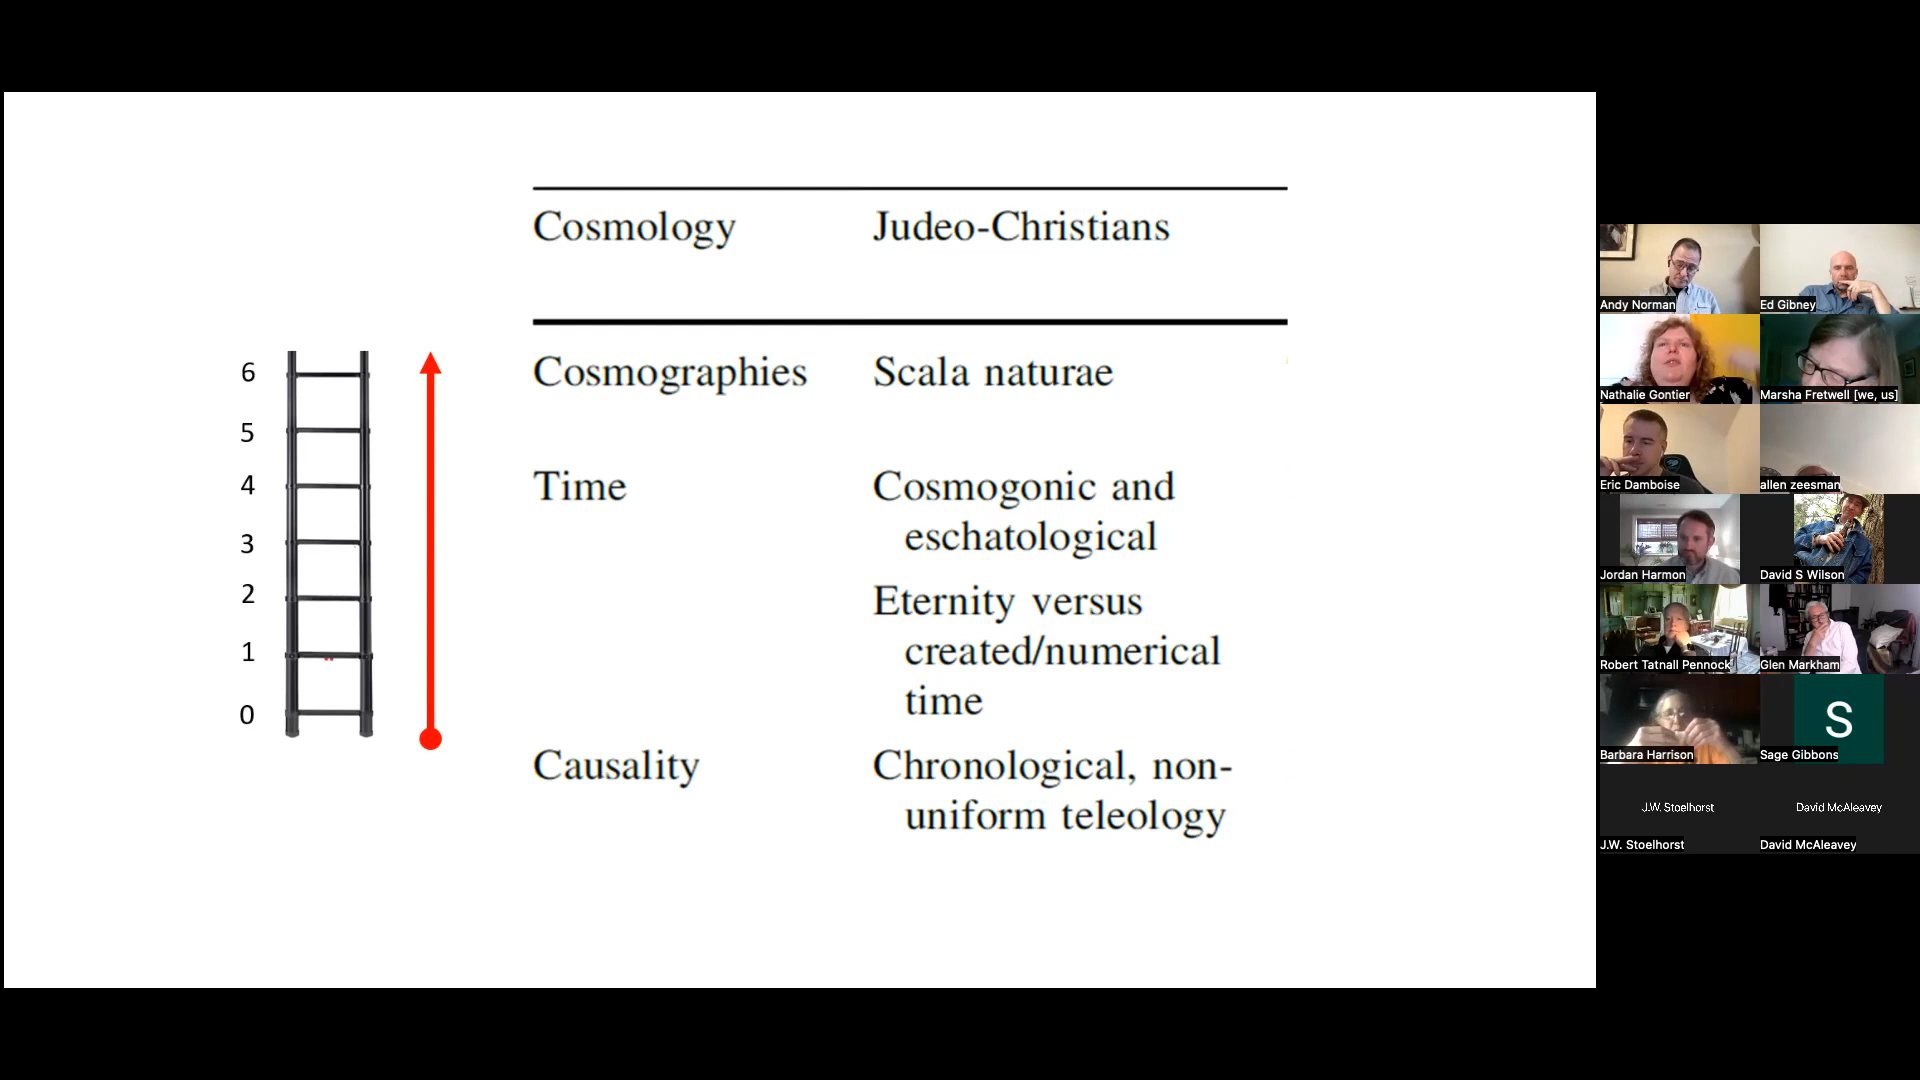 Cosmology Judeo-Christians
6
5
4
3
2
1
0
Cosmographies Scala naturae
Time Cosmogonic and
eschatological
Eternity versus
created/numerical
time
Causality Chronological, non-
uniform teleology
Andy Norman
Ed Gibney
Nathalie Gontier
Marsha Fretwell [we, us]
Eric Damboise
allen zeesman
Jordan Harmon
David S Wilson
Robert Tatnall Pennock
Glen Markham
Barbara Harrison
S
Sage Gibbons
J.W. Stoelhorst
J.W. Stoelhorst
David McAleavey
David McAleavey